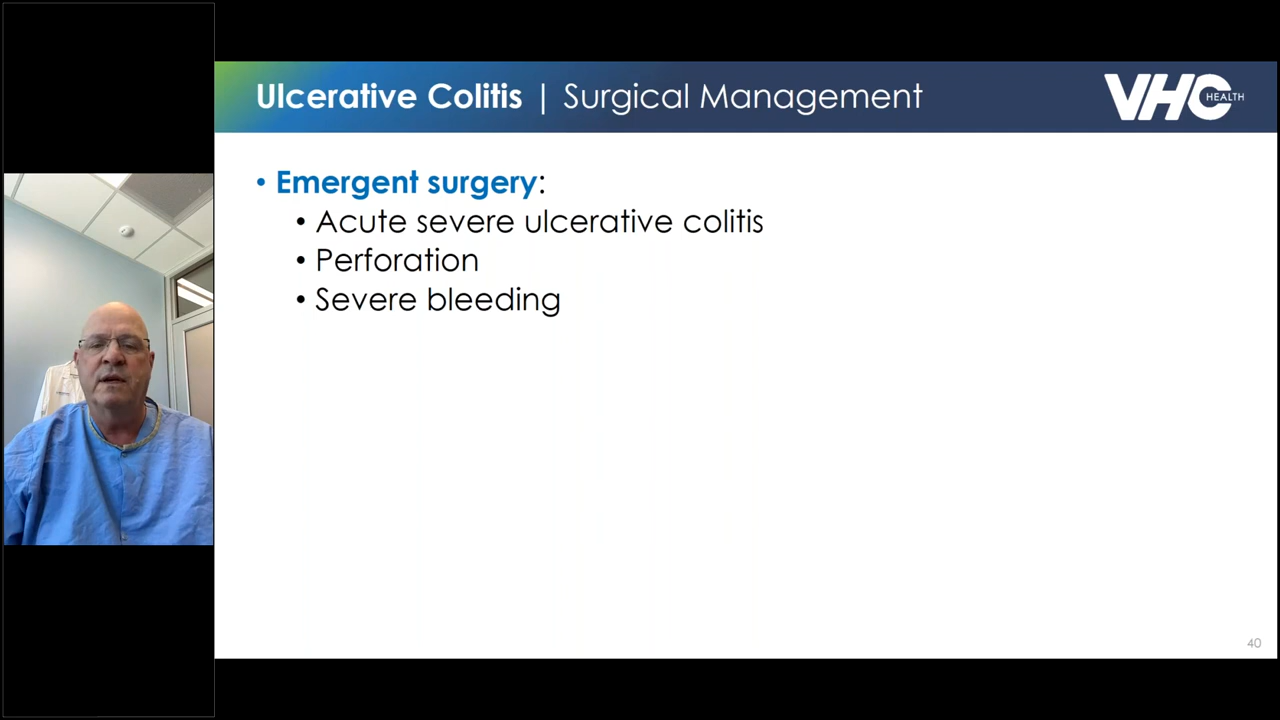 Ulcerative Colitis | Surgical Management
VHC HEALTH
• Emergent surgery:
• Acute severe ulcerative colitis
• Perforation
• Severe bleeding
40